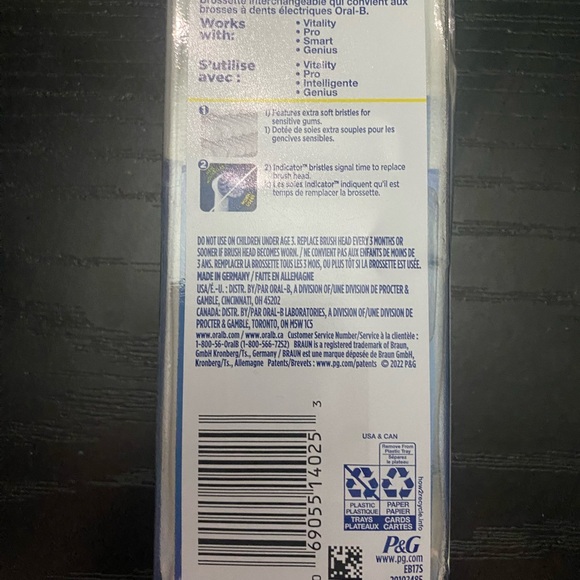 brossette interchangeable qui convient aux
brosses à dents électriques Oral-B.
Works
with:
• Vitality
• Pro
• Smart
• Genius
S'utilise
avec :
• Vitality
• Pro
• Intelligente
• Genius
1
1) Features extra soft bristles for
sensitive gums.
1) Dotée de soies extra souples pour les
gencives sensibles.
2
2) Indicator™ bristles signal time to replace
brush head.
Les soies Indicator™ indiquent qu'il est
temps de remplacer la brossette.
DO NOT USE ON CHILDREN UNDER AGE 3. REPLACE BRUSH HEAD EVERY 3 MONTHS OR
SOONER IF BRUSH HEAD BECOMES WORN. / NE CONVIENT PAS AUX ENFANTS DE MOINS DE
3 ANS. REMPLACER LA BROSSETTE TOUS LES 3 MOIS, OU PLUS TÔT SI LA BROSSETTE EST USÉE.
MADE IN GERMANY / FAITE EN ALLEMAGNE
USA/É.-U. : DISTR. BY/PAR ORAL-B, A DIVISION OF/UNE DIVISION DE PROCTER &
GAMBLE, CINCINNATI, OH 45202
CANADA: DISTR. BY/PAR ORAL-B LABORATORIES, A DIVISION OF/UNE DIVISION DE
PROCTER & GAMBLE, TORONTO, ON M5W 1C5
www.oralb.com / www.oralb.ca Customer Service Number/Service à la clientèle :
1-800-56-OralB (1-800-566-7252) BRAUN is a registered trademark of Braun,
GmbH Kronberg/Ts., Germany / BRAUN est une marque déposée de Braun GmbH,
Kronberg/Ts., Allemagne Patents/Brevets : www.pg.com/patents © 2022 P&G
0 69055 14025 3
USA & CAN
Remove From
Plastic Tray
Séparez
le plateau
PLASTIC
PLASTIQUE
TRAYS
PLATEAUX
PAPER
PAPIER
CARDS
CARTES
how2recycle.info
P&G
www.pg.com
EB17S